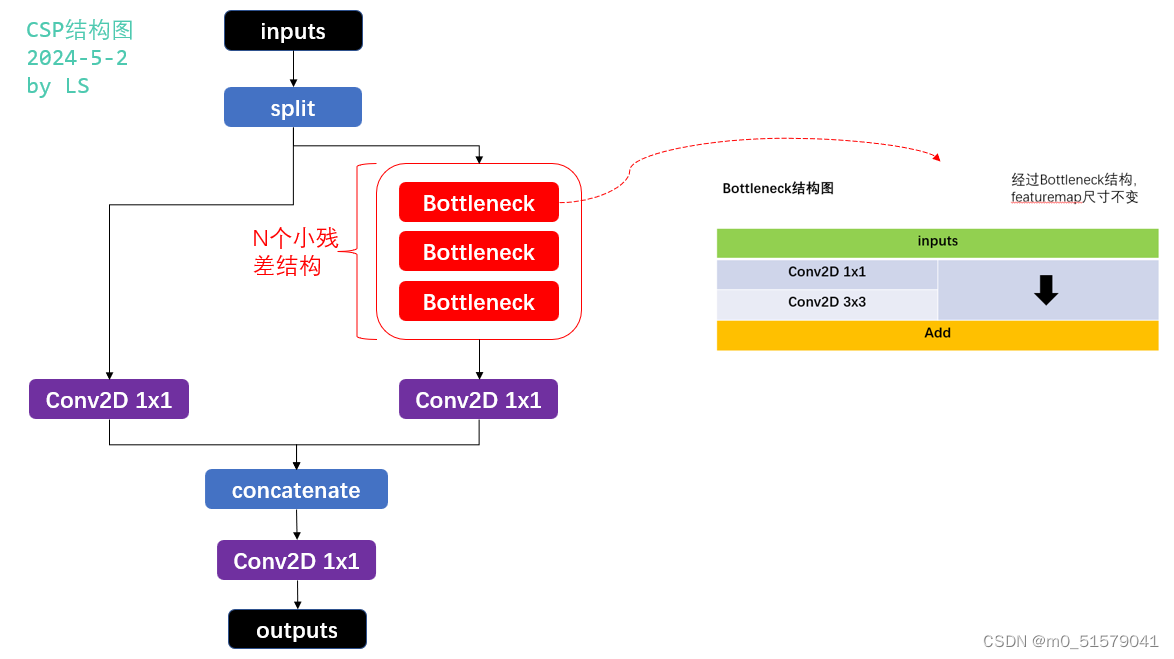 CSP结构图
2024-5-2
by LS
inputs
split
Bottleneck
Bottleneck
Bottleneck
N个小残
差结构
Conv2D 1x1
Conv2D 1x1
concatenate
Conv2D 1x1
outputs
Bottleneck结构图
经过Bottleneck结构,
featuremap尺寸不变
inputs
Conv2D 1x1
Conv2D 3x3
Add
CSDN @m0_51579041